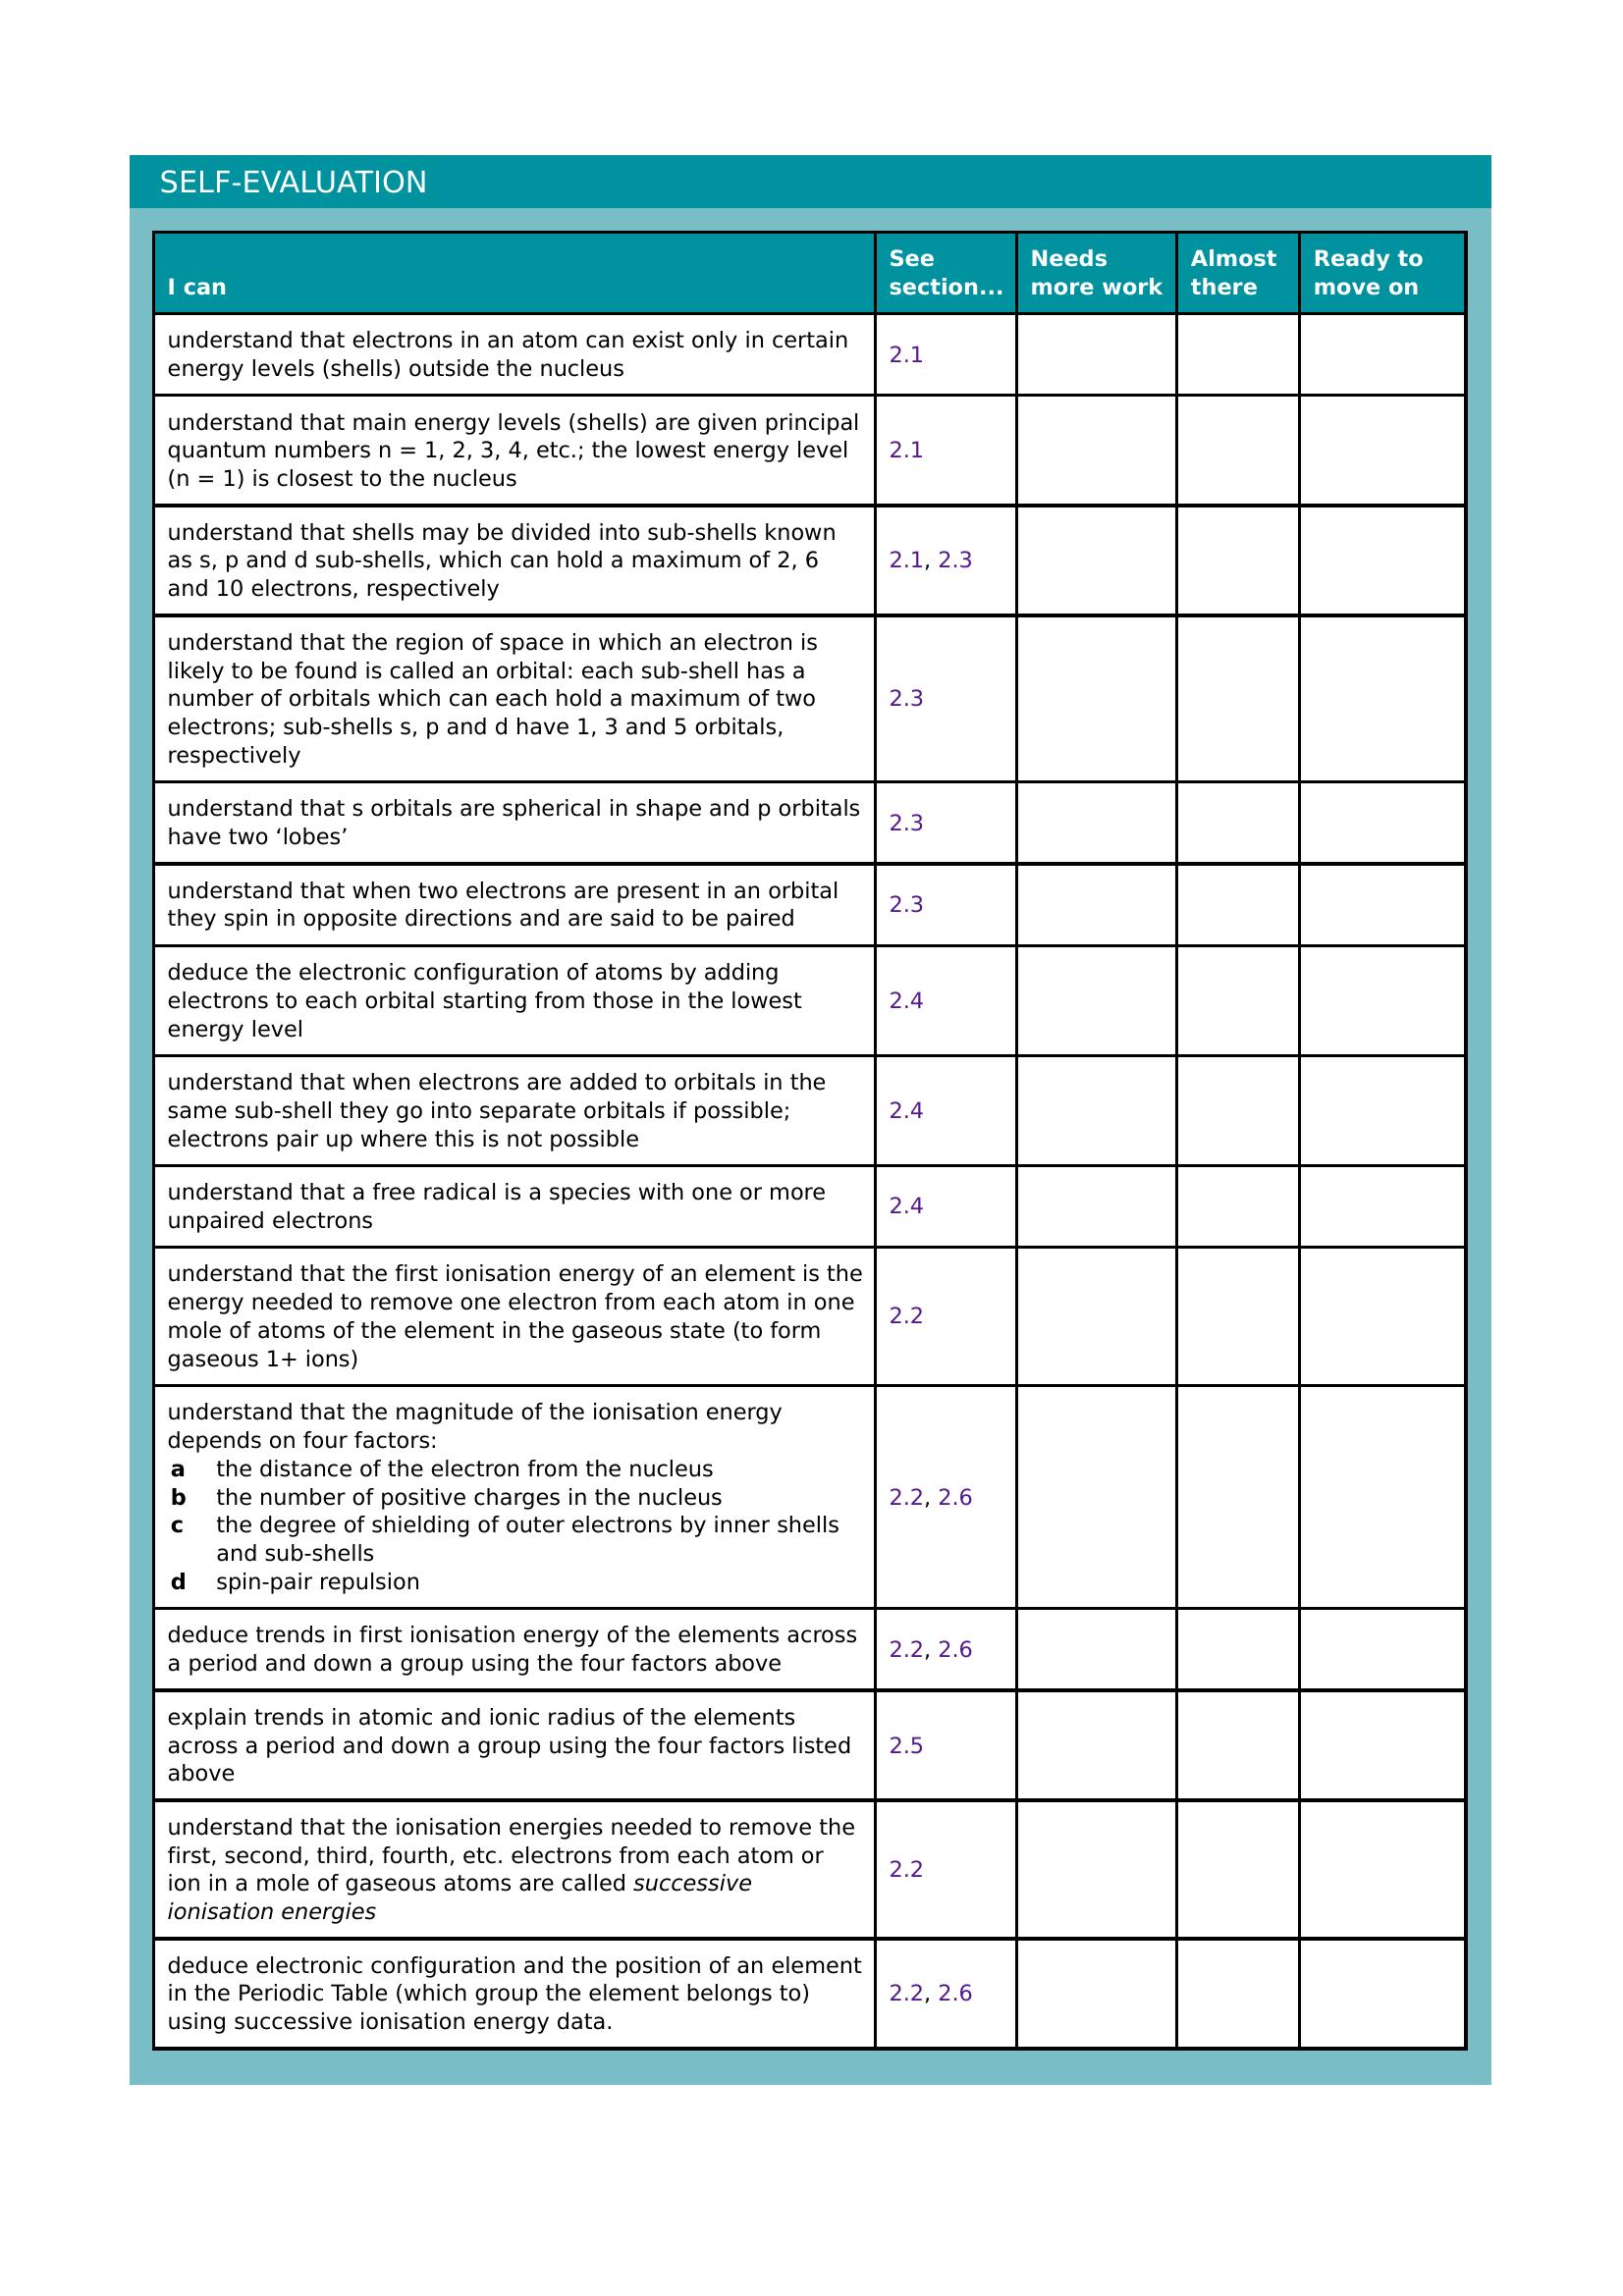 SELF-EVALUATION
I can
See
section...
Needs
more work
Almost
there
Ready to
move on
understand that electrons in an atom can exist only in certain
energy levels (shells) outside the nucleus
2.1
understand that main energy levels (shells) are given principal
quantum numbers n = 1, 2, 3, 4, etc.; the lowest energy level
(n = 1) is closest to the nucleus
2.1
understand that shells may be divided into sub-shells known
as s, p and d sub-shells, which can hold a maximum of 2, 6
and 10 electrons, respectively
2.1, 2.3
understand that the region of space in which an electron is
likely to be found is called an orbital: each sub-shell has a
number of orbitals which can each hold a maximum of two
electrons; sub-shells s, p and d have 1, 3 and 5 orbitals,
respectively
2.3
understand that s orbitals are spherical in shape and p orbitals
have two ‘lobes’
2.3
understand that when two electrons are present in an orbital
they spin in opposite directions and are said to be paired
2.3
deduce the electronic configuration of atoms by adding
electrons to each orbital starting from those in the lowest
energy level
2.4
understand that when electrons are added to orbitals in the
same sub-shell they go into separate orbitals if possible;
electrons pair up where this is not possible
2.4
understand that a free radical is a species with one or more
unpaired electrons
2.4
understand that the first ionisation energy of an element is the
energy needed to remove one electron from each atom in one
mole of atoms of the element in the gaseous state (to form
gaseous 1+ ions)
2.2
understand that the magnitude of the ionisation energy
depends on four factors:
a the distance of the electron from the nucleus
b the number of positive charges in the nucleus
c the degree of shielding of outer electrons by inner shells
and sub-shells
d spin-pair repulsion
2.2, 2.6
deduce trends in first ionisation energy of the elements across
a period and down a group using the four factors above
2.2, 2.6
explain trends in atomic and ionic radius of the elements
across a period and down a group using the four factors listed
above
2.5
understand that the ionisation energies needed to remove the
first, second, third, fourth, etc. electrons from each atom or
ion in a mole of gaseous atoms are called successive
ionisation energies
2.2
deduce electronic configuration and the position of an element
in the Periodic Table (which group the element belongs to)
using successive ionisation energy data.
2.2, 2.6